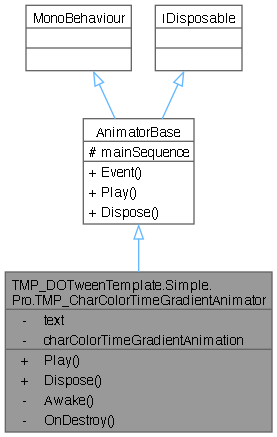 MonoBehaviour
IDisposable
AnimatorBase
# mainSequence
+ Event()
+ Play()
+ Dispose()
TMP_DOTweenTemplate.Simple.
Pro.TMP_CharColorTimeGradientAnimator
- text
- charColorTimeGradientAnimation
+ Play()
+ Dispose()
- Awake()
- OnDestroy()